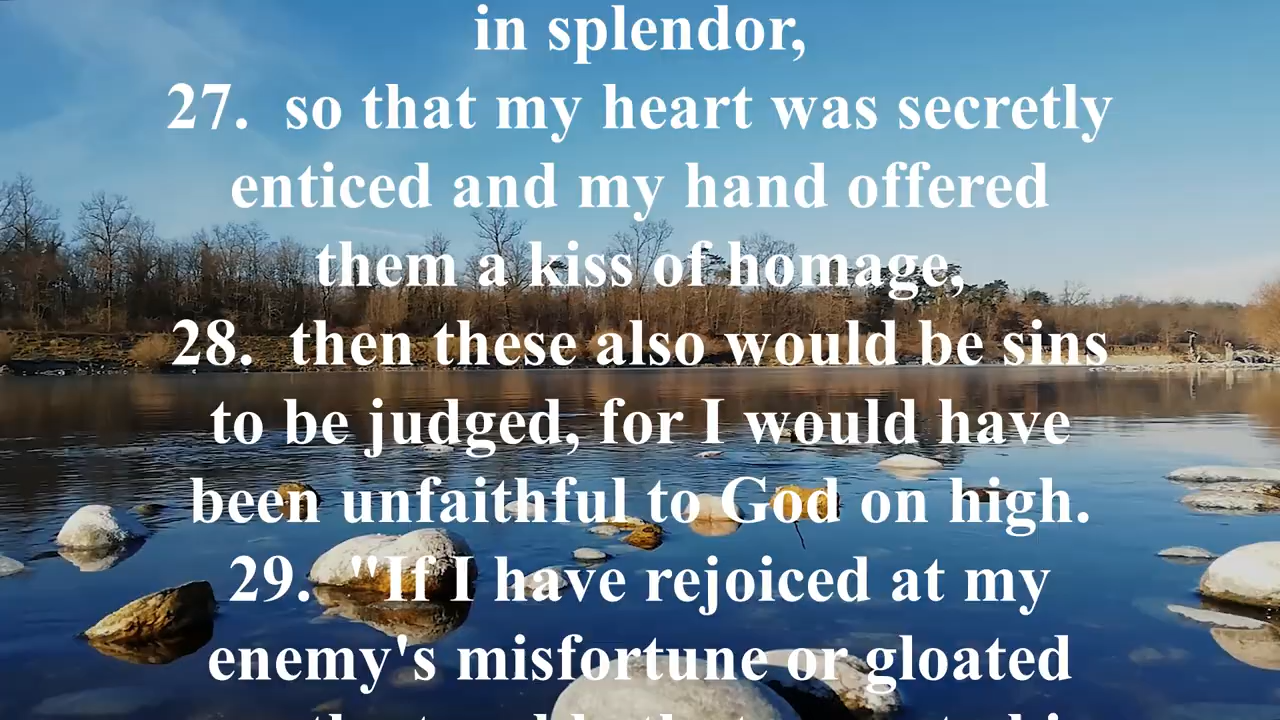 in splendor,
27. so that my heart was secretly
enticed and my hand offered
them a kiss of homage,
28. then these also would be sins
to be judged, for I would have
been unfaithful to God on high.
29. "If I have rejoiced at my
enemy's misfortune or gloated